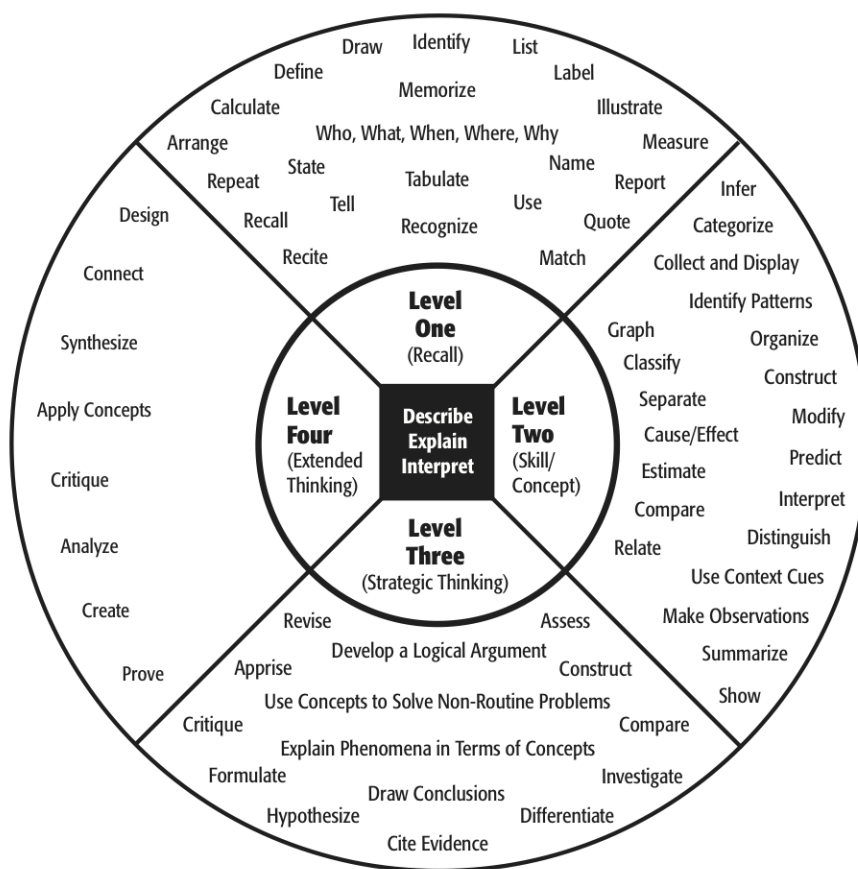 Draw
Identify
List
Define
Label
Memorize
Calculate
Illustrate
Who, What, When, Where, Why
Arrange
Measure
State
Name
Repeat
Tabulate
Report
Tell
Use
Recall
Recognize
Quote
Recite
Match
Level
One
(Recall)
Infer
Categorize
Collect and Display
Identify Patterns
Graph
Organize
Classify
Construct
Separate
Modify
Cause/Effect
Predict
Estimate
Interpret
Compare
Distinguish
Relate
Use Context Cues
Make Observations
Summarize
Show
Level
Two
(Skill/
Concept)
Describe
Explain
Interpret
Level
Four
(Extended
Thinking)
Design
Connect
Synthesize
Apply Concepts
Critique
Analyze
Create
Prove
Level
Three
(Strategic Thinking)
Revise
Assess
Develop a Logical Argument
Apprise
Construct
Use Concepts to Solve Non-Routine Problems
Critique
Compare
Explain Phenomena in Terms of Concepts
Formulate
Investigate
Draw Conclusions
Hypothesize
Differentiate
Cite Evidence